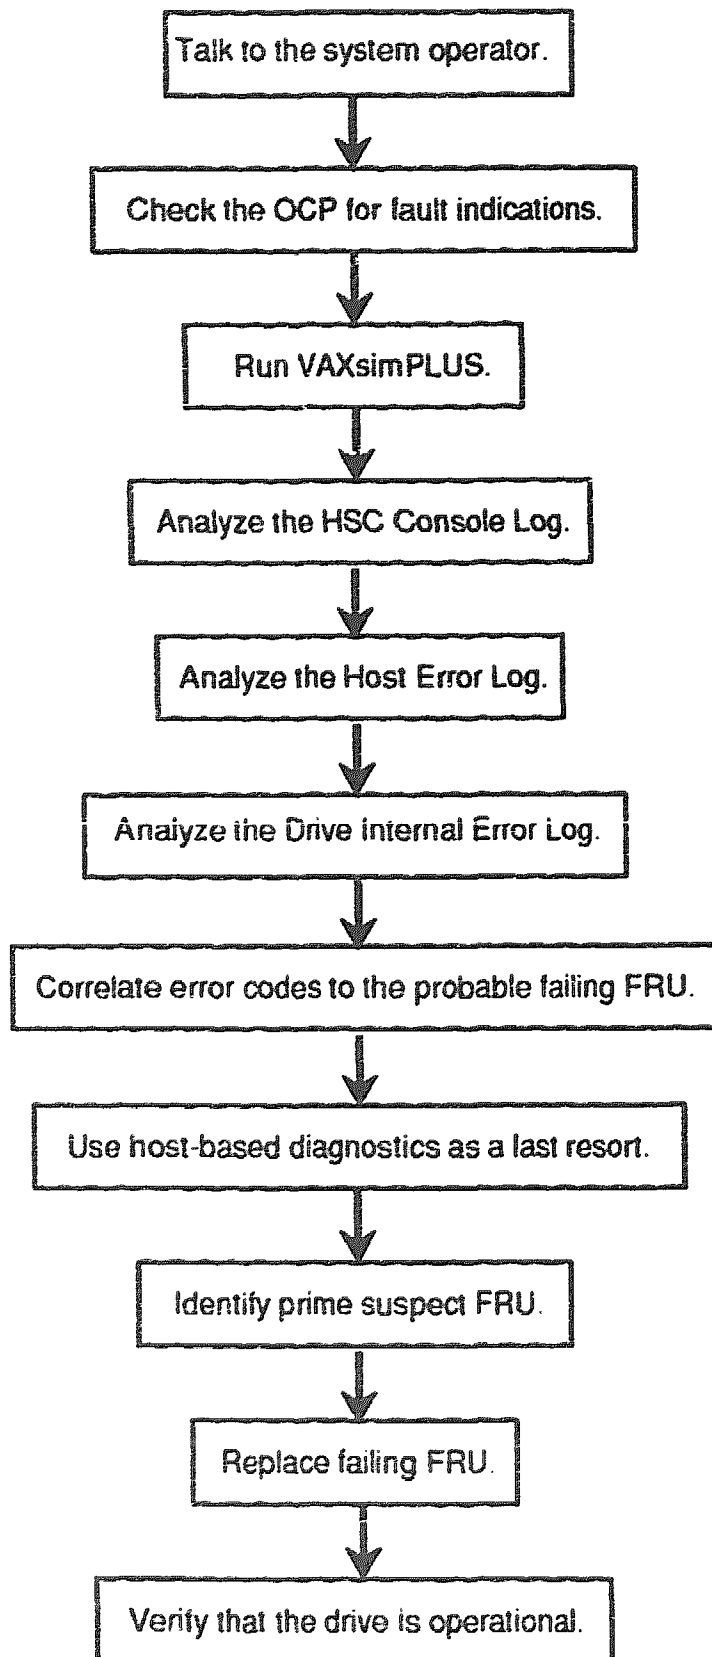 Talk to the system operator.
Check the OCP for fault indications.
Run VAXsimPLUS.
Analyze the HSC Console Log.
Analyze the Host Error Log.
Analyze the Drive Internal Error Log.
Correlate error codes to the probable failing FRU.
Use host-based diagnostics as a last resort.
Identify prime suspect FRU.
Replace failing FRU.
Verify that the drive is operational.